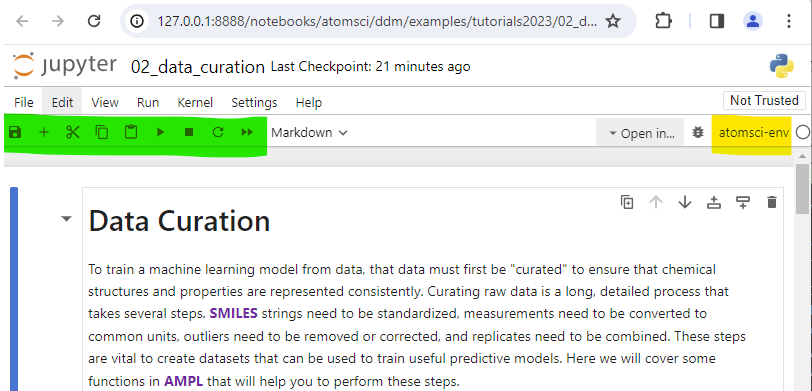 127.0.0.1:8888/notebooks/atomsci/ddm/examples/tutorials2023/02_d...
jupyter 02_data_curation Last Checkpoint: 21 minutes ago
File Edit View Run Kernel Settings Help Not Trusted
Markdown Open in... atomsci-env
Data Curation
To train a machine learning model from data, that data must first be "curated" to ensure that chemical
structures and properties are represented consistently. Curating raw data is a long, detailed process that
takes several steps. SMILES strings need to be standardized, measurements need to be converted to
common units, outliers need to be removed or corrected, and replicates need to be combined. These steps
are vital to create datasets that can be used to train useful predictive models. Here we will cover some
functions in AMPL that will help you to perform these steps.